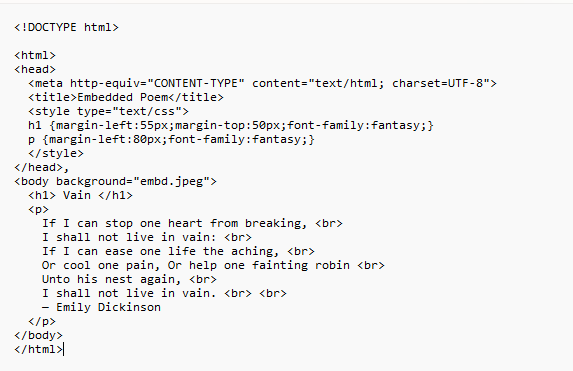 <!DOCTYPE html>
<html>
<head>
<meta http-equiv="CONTENT-TYPE" content="text/html; charset=UTF-8">
<title>Embedded Poem</title>
<style type="text/css">
h1 {margin-left:55px;margin-top:50px;font-family:fantasy;}
p {margin-left:80px;font-family:fantasy;}
</style>
</head>,
<body background="embd.jpeg">
<h1> Vain </h1>
<p>
If I can stop one heart from breaking, <br>
I shall not live in vain: <br>
If I can ease one life the aching, <br>
Or cool one pain, Or help one fainting robin <br>
Unto his nest again, <br>
I shall not live in vain. <br> <br>
— Emily Dickinson
</p>
</body>
</html>